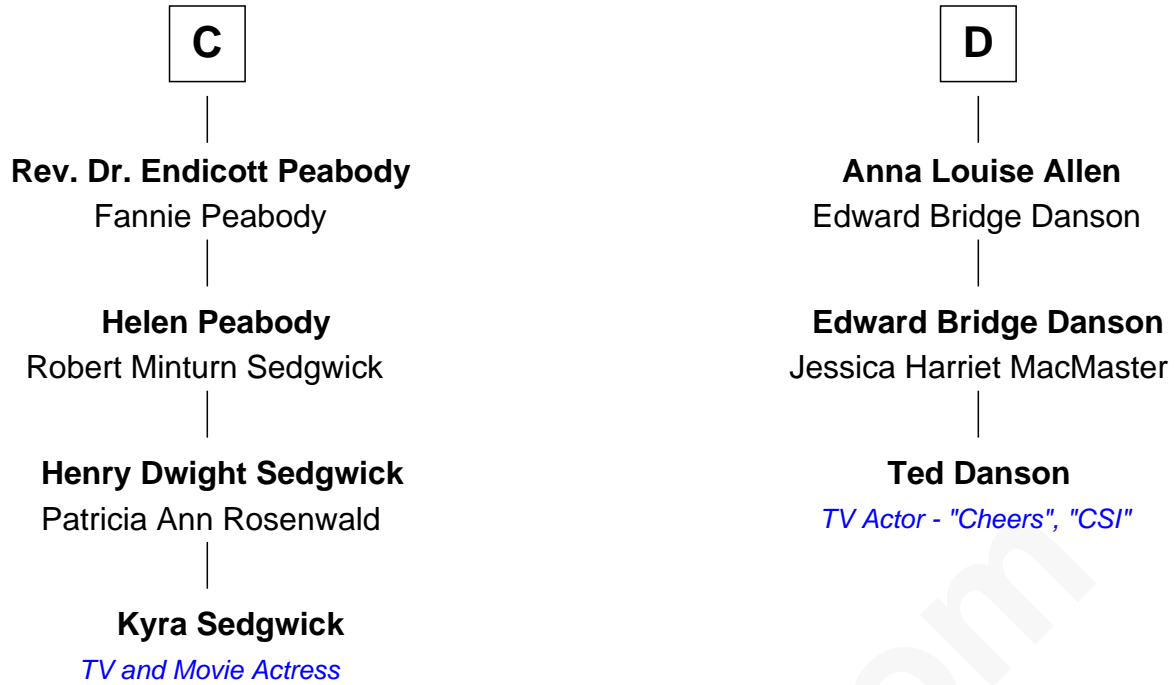 C
Rev. Dr. Endicott Peabody
Fannie Peabody
Helen Peabody
Robert Minturn Sedgwick
Henry Dwight Sedgwick
Patricia Ann Rosenwald
Kyra Sedgwick
TV and Movie Actress
D
Anna Louise Allen
Edward Bridge Danson
Edward Bridge Danson
Jessica Harriet MacMaster
Ted Danson
TV Actor - "Cheers", "CSI"
om